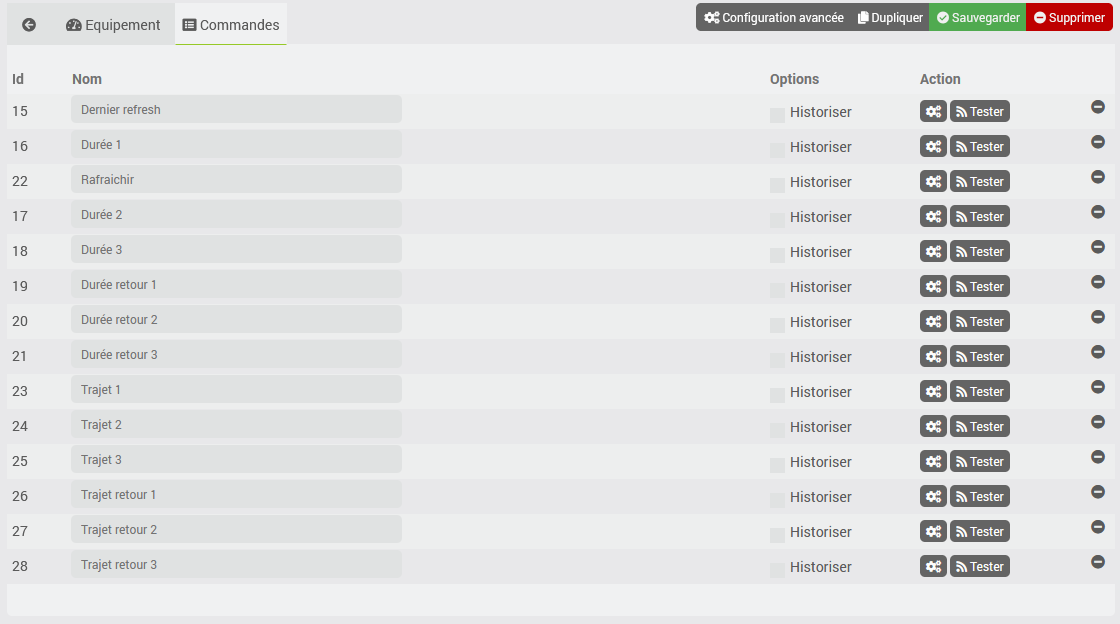 Equipement Commandes Configuration avancée Dupliquer Sauvegarder Supprimer
Id Nom Options Action
15 Dernier refresh Historiser Tester
16 Durée 1 Historiser Tester
22 Rafraichir Historiser Tester
17 Durée 2 Historiser Tester
18 Durée 3 Historiser Tester
19 Durée retour 1 Historiser Tester
20 Durée retour 2 Historiser Tester
21 Durée retour 3 Historiser Tester
23 Trajet 1 Historiser Tester
24 Trajet 2 Historiser Tester
25 Trajet 3 Historiser Tester
26 Trajet retour 1 Historiser Tester
27 Trajet retour 2 Historiser Tester
28 Trajet retour 3 Historiser Tester